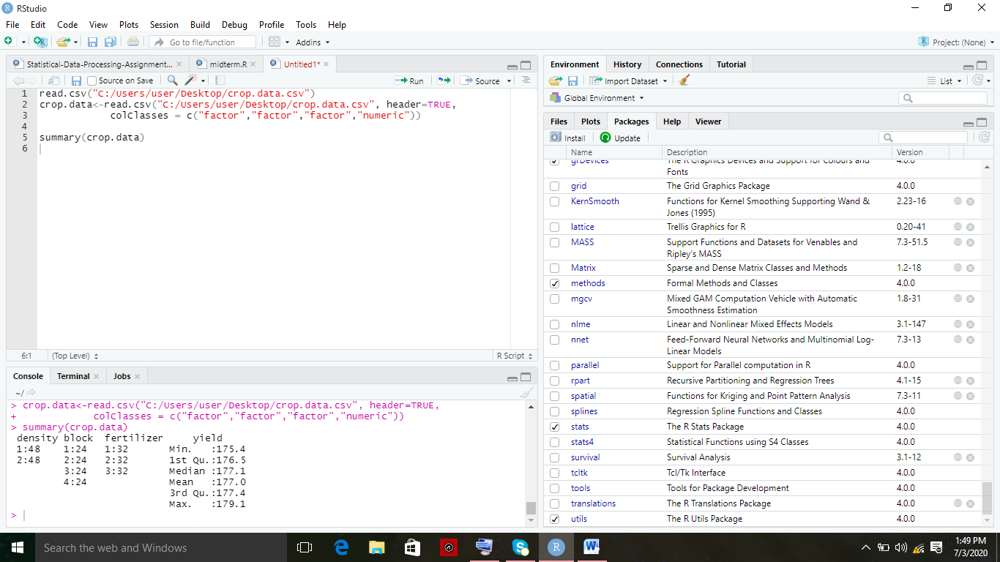 RStudio
File Edit Code View Plots Session Build Debug Profile Tools Help
Go to file/function
Addins
Project: (None)
Statistical-Data-Processing-Assignment...
midterm.R
Untitled1*
Source on Save
Run
Source
1 read.csv("C:/Users/user/Desktop/crop.data.csv")
2 crop.data<-read.csv("C:/Users/user/Desktop/crop.data.csv", header=TRUE,
3 colClasses = c("factor","factor","factor","numeric"))
4
5 summary(crop.data)
6
6:1 (Top Level) R Script
Console Terminal Jobs
~/
> crop.data<-read.csv("C:/Users/user/Desktop/crop.data.csv", header=TRUE,
+ colClasses = c("factor","factor","factor","numeric"))
> summary(crop.data)
density block fertilizer yield
1:48 1:24 1:32 Min. :175.4
2:48 2:24 2:32 1st Qu.:176.5
3:24 3:32 Median :177.1
4:24 Mean :177.0
3rd Qu.:177.4
Max. :179.1
>
Environment History Connections Tutorial
Import Dataset List
Global Environment
Files Plots Packages Help Viewer
Install Update
Name Description Version
grDevices The R Graphics Devices and Support for Colours and 4.0.0
Fonts
grid The Grid Graphics Package 4.0.0
KernSmooth Functions for Kernel Smoothing Supporting Wand & 2.23-16
Jones (1995)
lattice Trellis Graphics for R 0.20-41
MASS Support Functions and Datasets for Venables and 7.3-51.5
Ripley's MASS
Matrix Sparse and Dense Matrix Classes and Methods 1.2-18
methods Formal Methods and Classes 4.0.0
mgcv Mixed GAM Computation Vehicle with Automatic 1.8-31
Smoothness Estimation
nlme Linear and Nonlinear Mixed Effects Models 3.1-147
nnet Feed-Forward Neural Networks and Multinomial Log- 7.3-13
Linear Models
parallel Support for Parallel computation in R 4.0.0
rpart Recursive Partitioning and Regression Trees 4.1-15
spatial Functions for Kriging and Point Pattern Analysis 7.3-11
splines Regression Spline Functions and Classes 4.0.0
stats The R Stats Package 4.0.0
stats4 Statistical Functions using S4 Classes 4.0.0
survival Survival Analysis 3.1-12
tcltk Tcl/Tk Interface 4.0.0
tools Tools for Package Development 4.0.0
translations The R Translations Package 4.0.0
utils The R Utils Package 4.0.0
Search the web and Windows
1:49 PM
7/3/2020